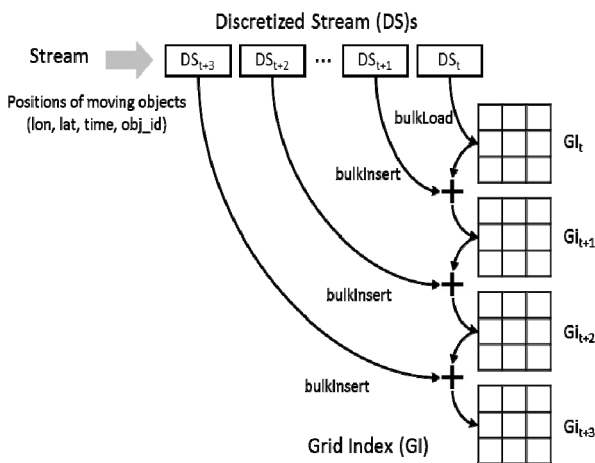 Discretized Stream (DS)s
Stream
DSt+3
DSt+2
...
DSt+1
DSt
Positions of moving objects
(lon, lat, time, obj_id)
bulkLoad
GIt
bulkInsert
Git+1
bulkInsert
Git+2
bulkInsert
Git+3
Grid Index (GI)